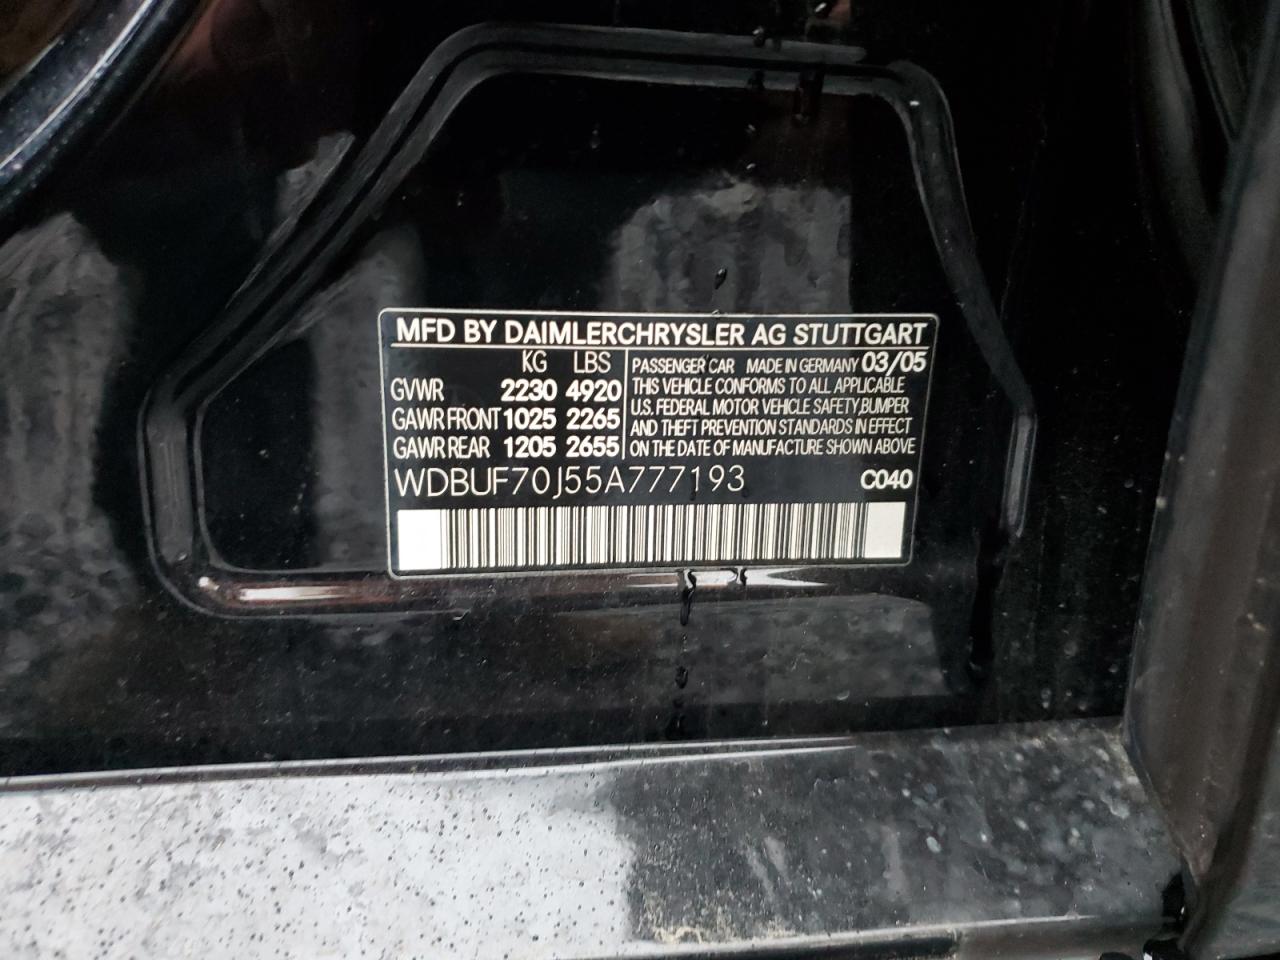 MFD BY DAIMLERCHRYSLER AG STUTTGART
KG LBS
GVWR 2230 4920
GAWR FRONT 1025 2265
GAWR REAR 1205 2655
PASSENGER CAR MADE IN GERMANY 03/05
THIS VEHICLE CONFORMS TO ALL APPLICABLE
U.S. FEDERAL MOTOR VEHICLE SAFETY, BUMPER
AND THEFT PREVENTION STANDARDS IN EFFECT
ON THE DATE OF MANUFACTURE SHOWN ABOVE
WDBUF70J55A777193 C040